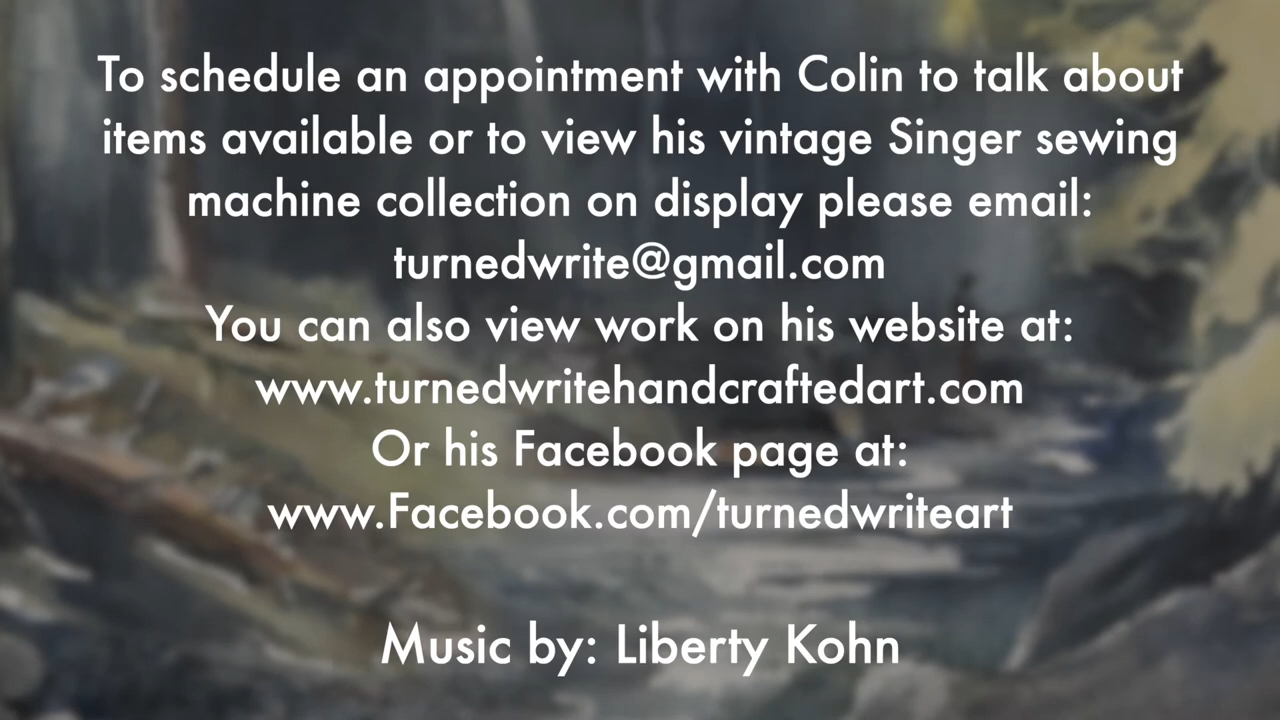 To schedule an appointment with Colin to talk about
items available or to view his vintage Singer sewing
machine collection on display please email:
turnedwrite@gmail.com
You can also view work on his website at:
www.turnedwritehandcraftedart.com
Or his Facebook page at:
www.Facebook.com/turnedwriteart
Music by: Liberty Kohn